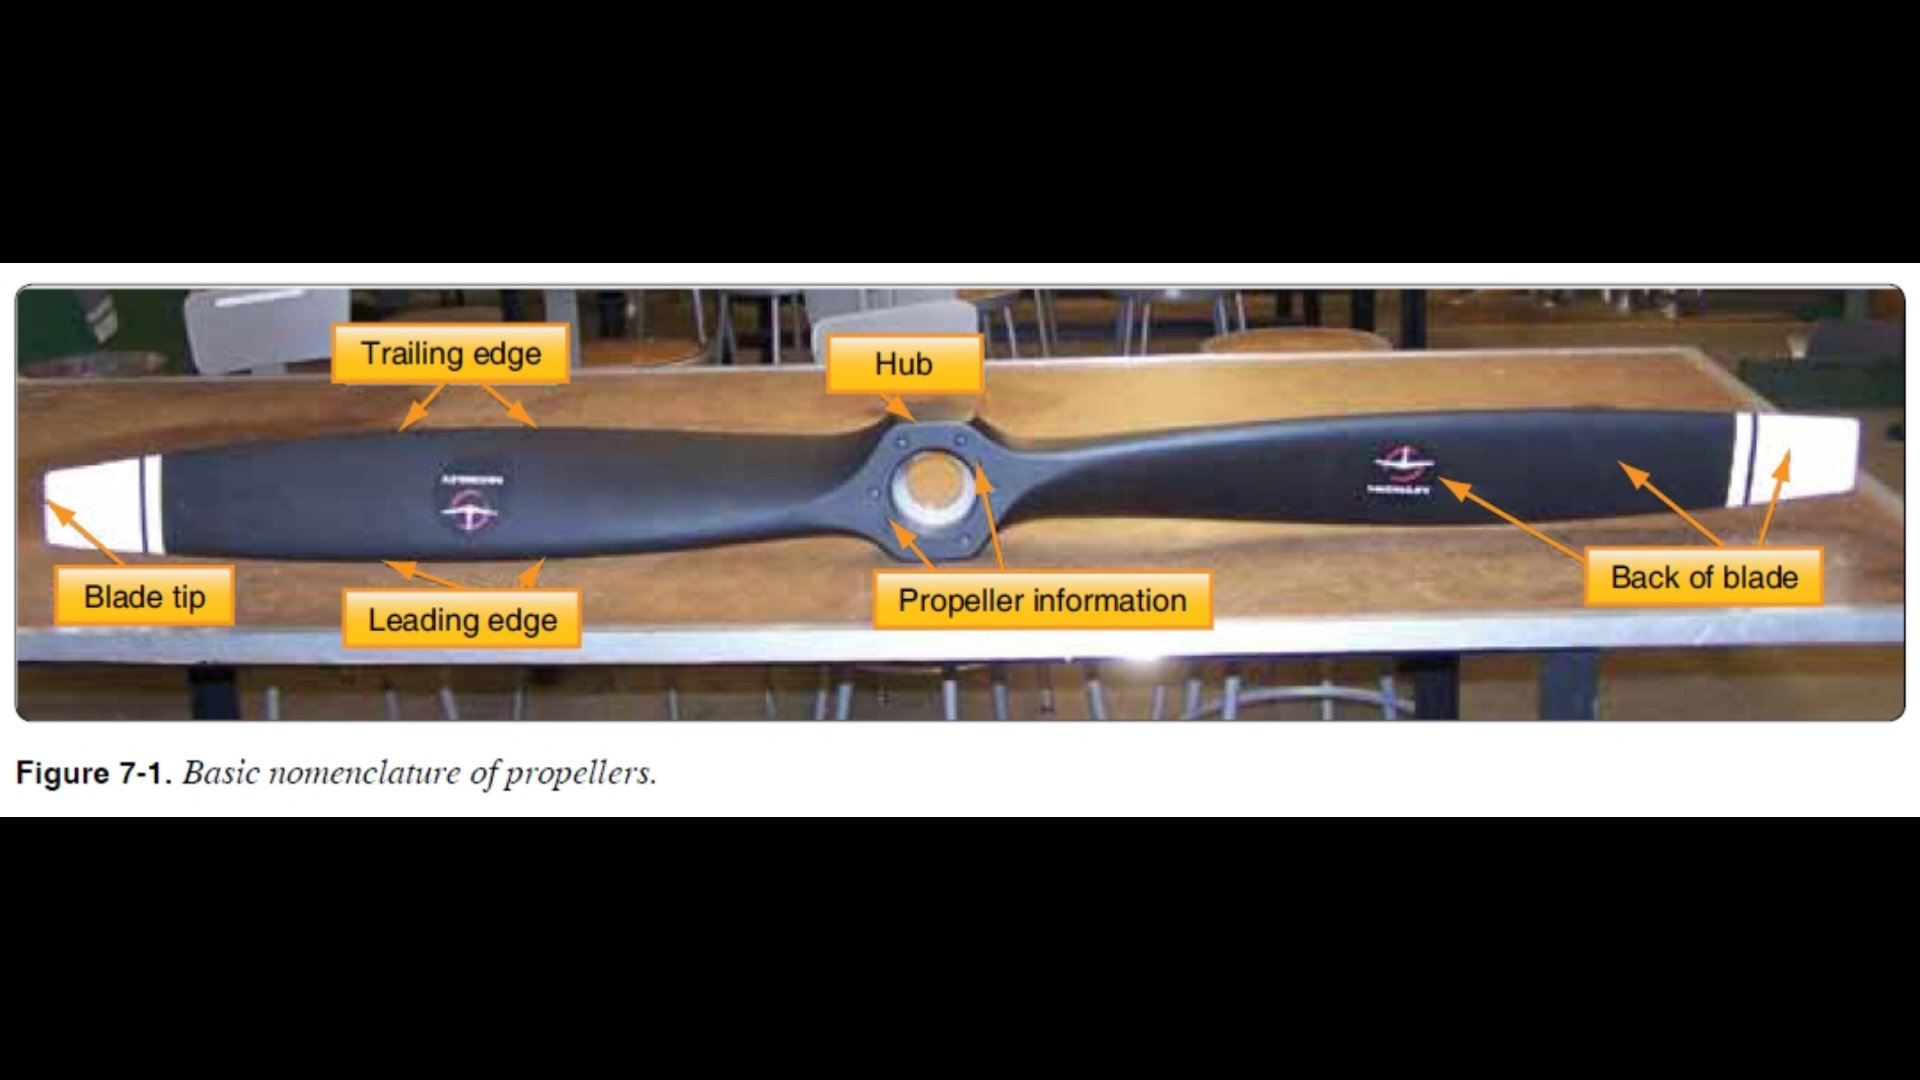 Trailing edge
Hub
Blade tip
Leading edge
Propeller information
Back of blade
Figure 7-1. Basic nomenclature of propellers.